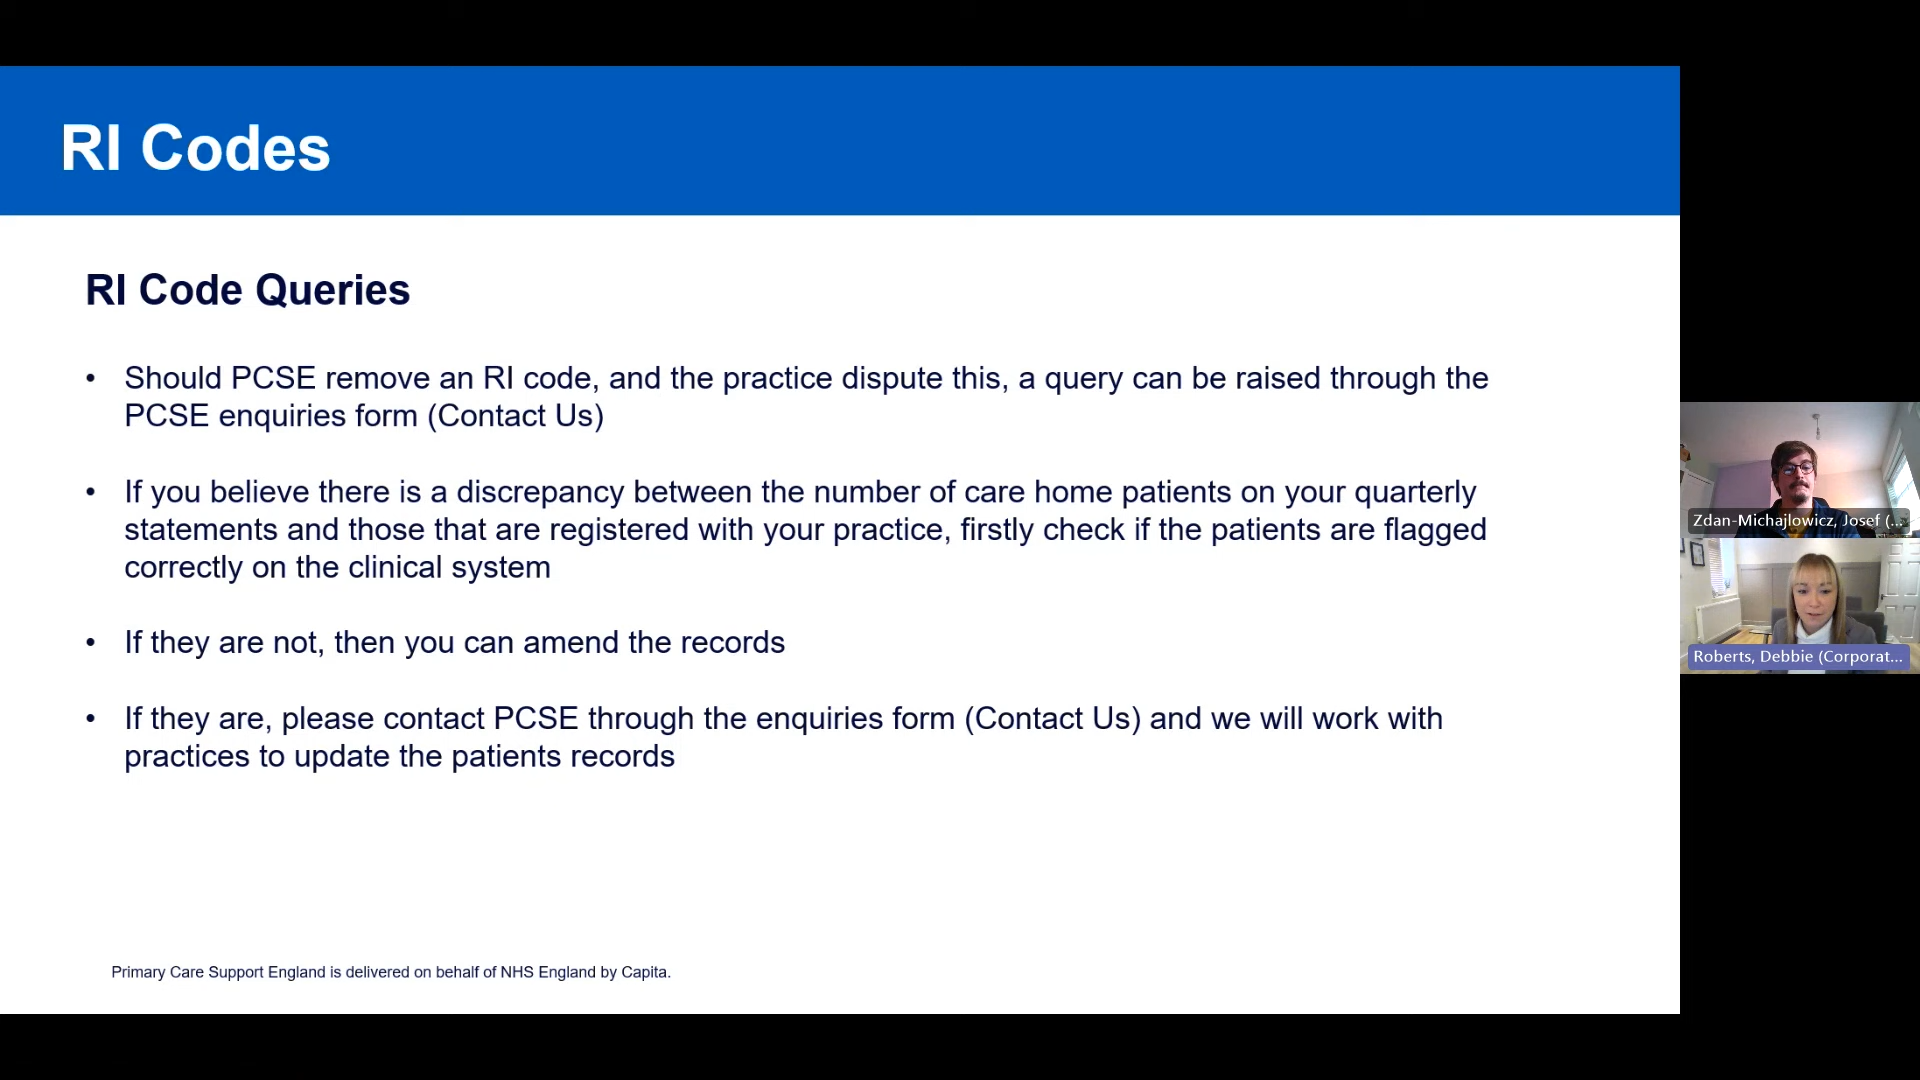 RI Codes
RI Code Queries
• Should PCSE remove an RI code, and the practice dispute this, a query can be raised through the
PCSE enquiries form (Contact Us)
• If you believe there is a discrepancy between the number of care home patients on your quarterly
statements and those that are registered with your practice, firstly check if the patients are flagged
correctly on the clinical system
• If they are not, then you can amend the records
• If they are, please contact PCSE through the enquiries form (Contact Us) and we will work with
practices to update the patients records
Primary Care Support England is delivered on behalf of NHS England by Capita.
Zdan-Michajlowicz, Josef (...
Roberts, Debbie (Corporat...